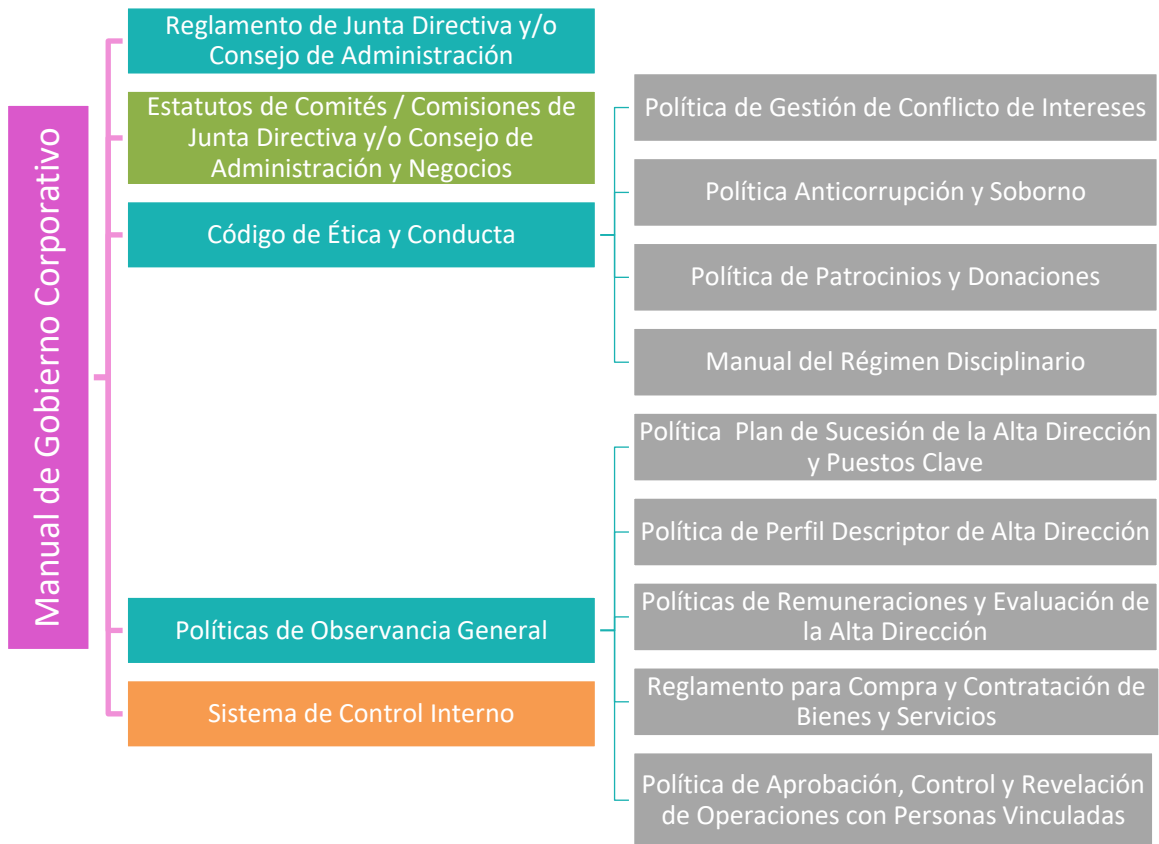 Manual de Gobierno Corporativo
Reglamento de Junta Directiva y/o
Consejo de Administración
Estatutos de Comités / Comisiones de
Junta Directiva y/o Consejo de
Administración y Negocios
Código de Ética y Conducta
Política de Gestión de Conflicto de Intereses
Política Anticorrupción y Soborno
Política de Patrocinios y Donaciones
Manual del Régimen Disciplinario
Políticas de Observancia General
Política  Plan de Sucesión de la Alta Dirección
y Puestos Clave
Política de Perfil Descriptor de Alta Dirección
Políticas de Remuneraciones y Evaluación de
la Alta Dirección
Reglamento para Compra y Contratación de
Bienes y Servicios
Política de Aprobación, Control y Revelación
de Operaciones con Personas Vinculadas
Sistema de Control Interno